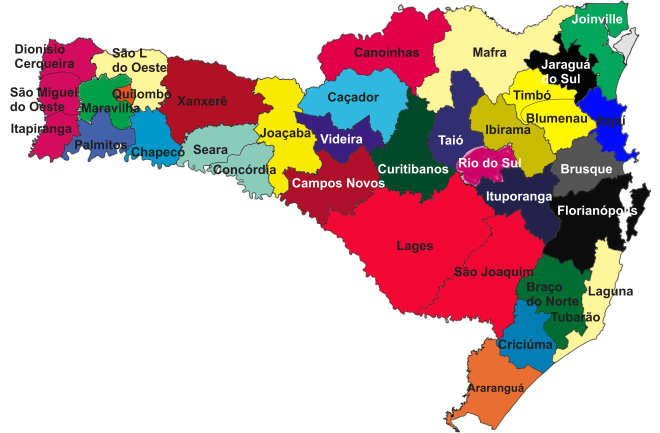 Joinville
Dionísio
Cerqueira
São L
do Oeste
Canoinhas
Mafra
Jaraguá
do Sul
São Miguel
do Oeste
Quilombo
Maravilha
Xanxerê
Caçador
Timbó
Blumenau
Itajaí
Itapiranga
Palmitos
Chapecó
Seara
Joaçaba
Videira
Taió
Ibirama
Concórdia
Campos Novos
Curitibanos
Rio do Sul
Brusque
Ituporanga
Florianópolis
Lages
São Joaquim
Braço
do Norte
Laguna
Tubarão
Criciúma
Araranguá